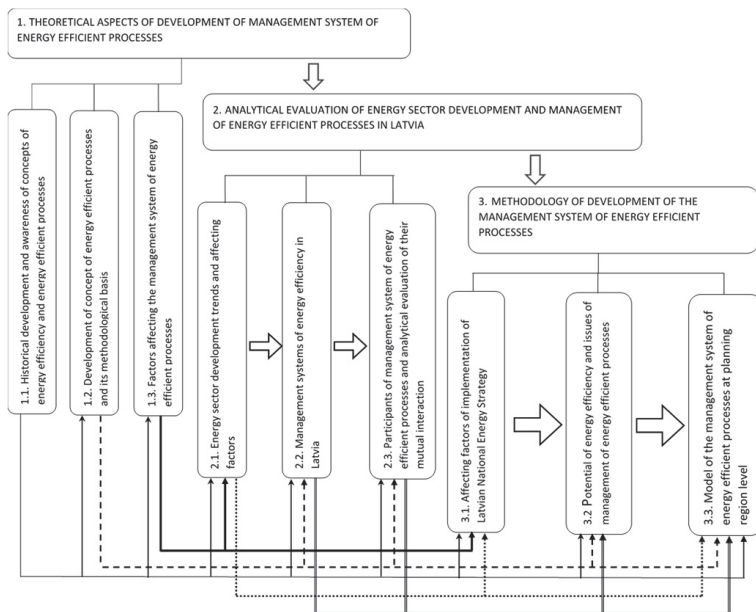 1. THEORETICAL ASPECTS OF DEVELOPMENT OF MANAGEMENT SYSTEM OF
ENERGY EFFICIENT PROCESSES
2. ANALYTICAL EVALUATION OF ENERGY SECTOR DEVELOPMENT AND MANAGEMENT
OF ENERGY EFFICIENT PROCESSES IN LATVIA
3. METHODOLOGY OF DEVELOPMENT OF THE
MANAGEMENT SYSTEM OF ENERGY EFFICIENT
PROCESSES
1.1. Historical development and awareness of concepts of
energy efficiency and energy efficient processes
1.2. Development of concept of energy efficient processes
and its methodological basis
1.3. Factors affecting the management system of energy
efficient processes
2.1. Energy sector development trends and affecting
factors
2.2. Management systems of energy efficiency in
Latvia
2.3. Participants of management system of energy
efficient processes and analytical evaluation of their
mutual interaction
3.1. Affecting factors of implementation of
Latvian National Energy Strategy
3.2 Potential of energy efficiency and issues of
management of energy efficient processes
3.3. Model of the management system of
energy efficient processes at planning
region level